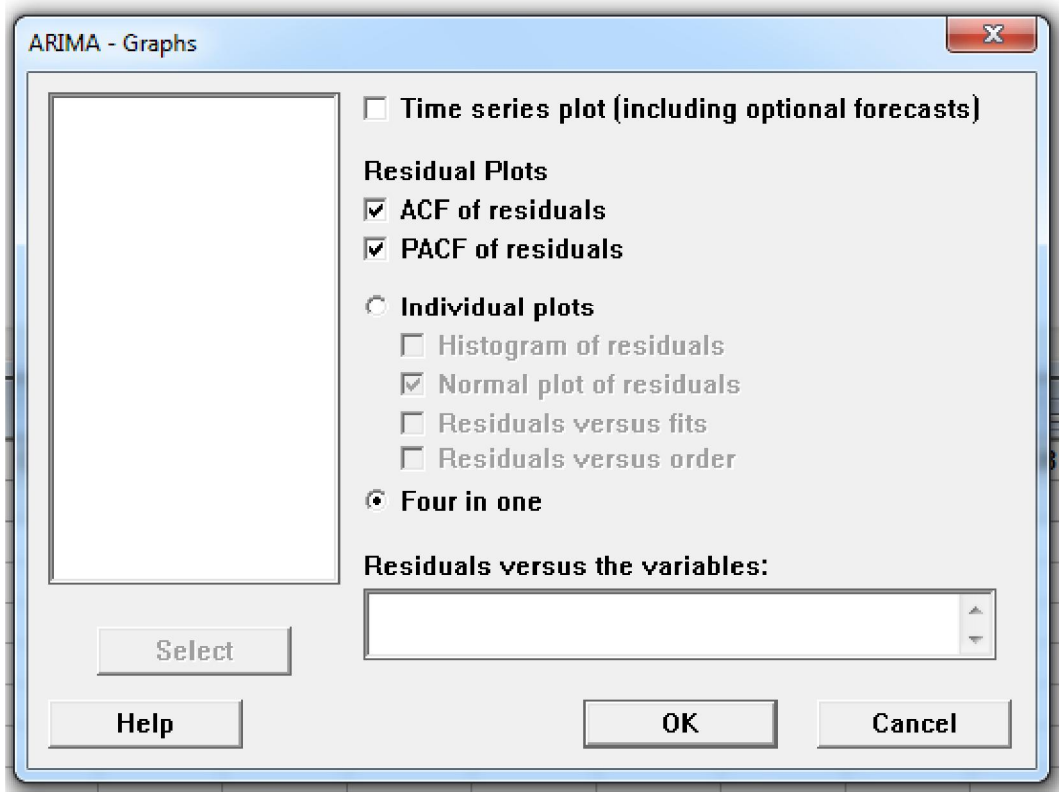 ARIMA - Graphs
Time series plot (including optional forecasts)
Residual Plots
ACF of residuals
PACF of residuals
Individual plots
Histogram of residuals
Normal plot of residuals
Residuals versus fits
Residuals versus order
Four in one
Residuals versus the variables:
Select
Help
OK
Cancel